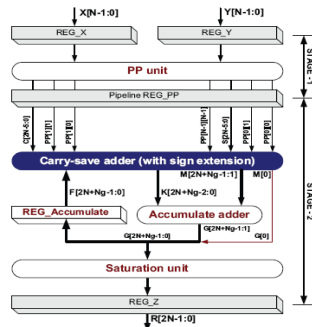 X[N-1:0]
Y[N-1:0]
REG_X
REG_Y
PP unit
Pipeline REG_PP
STAGE - 1
C[2N-5:0]
PP[1][1]
PP[1][0]
PP[N-1][N-1]
S[2N-5:0]
PP[0][1]
PP[0][0]
Carry-save adder (with sign extension)
F[2N+Ng-1:0]
M[2N+Ng-1:1]
M[0]
K[2N+Ng-2:0]
REG_Accumulate
Accumulate adder
G[2N+Ng-1:0]
G[2N+Ng-1:1]
G[0]
STAGE - 2
Saturation unit
REG_Z
R[2N-1:0]